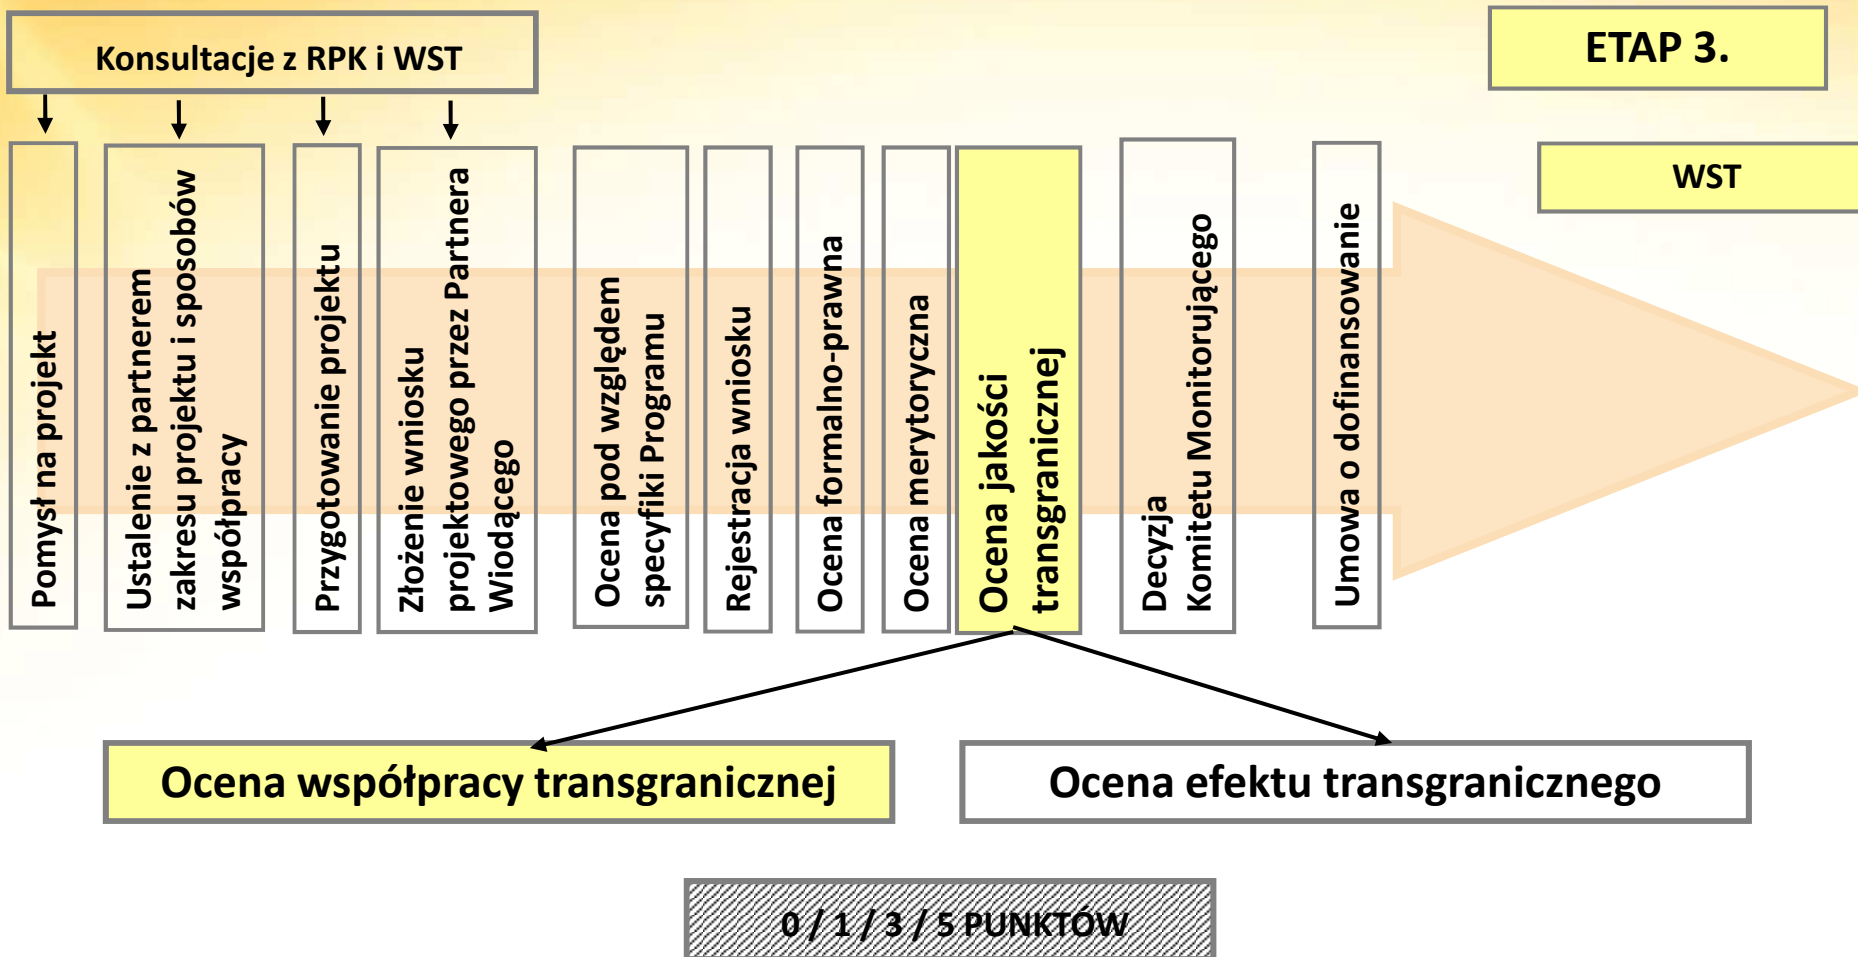 Konsultacje z RPK i WST
ETAP 3.
WST
Pomysł na projekt
Ustalenie z partnerem
zakresu projektu i sposobów
współpracy
Przygotowanie projektu
Złożenie wniosku
projektowego przez Partnera
Wiodącego
Ocena pod względem
specyfiki Programu
Rejestracja wniosku
Ocena formalno-prawna
Ocena merytoryczna
Ocena jakości
transgranicznej
Decyzja
Komitetu Monitorującego
Umowa o dofinansowanie
Ocena współpracy transgranicznej
Ocena efektu transgranicznego
0 / 1 / 3 / 5 PUNKTÓW